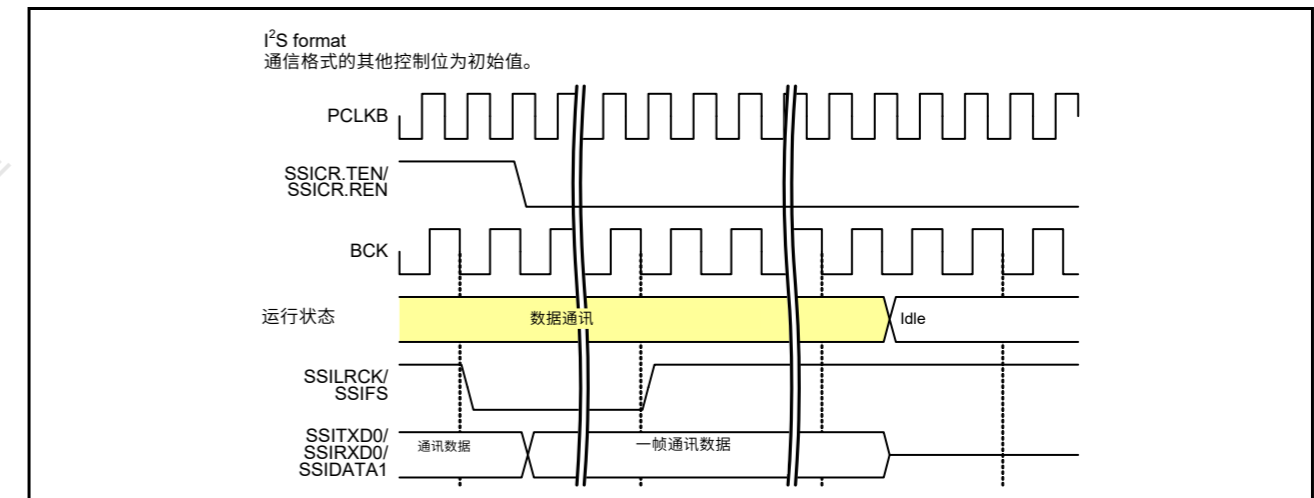 I²S format
通信格式的其他控制位为初始值。
PCLKB
SSICR.TEN/
SSICR.REN
BCK
运行状态
数据通讯
Idle
SSILRCK/
SSIFS
SSITXD0/
SSIRXD0/
SSIDATA1
通讯数据
一帧通讯数据